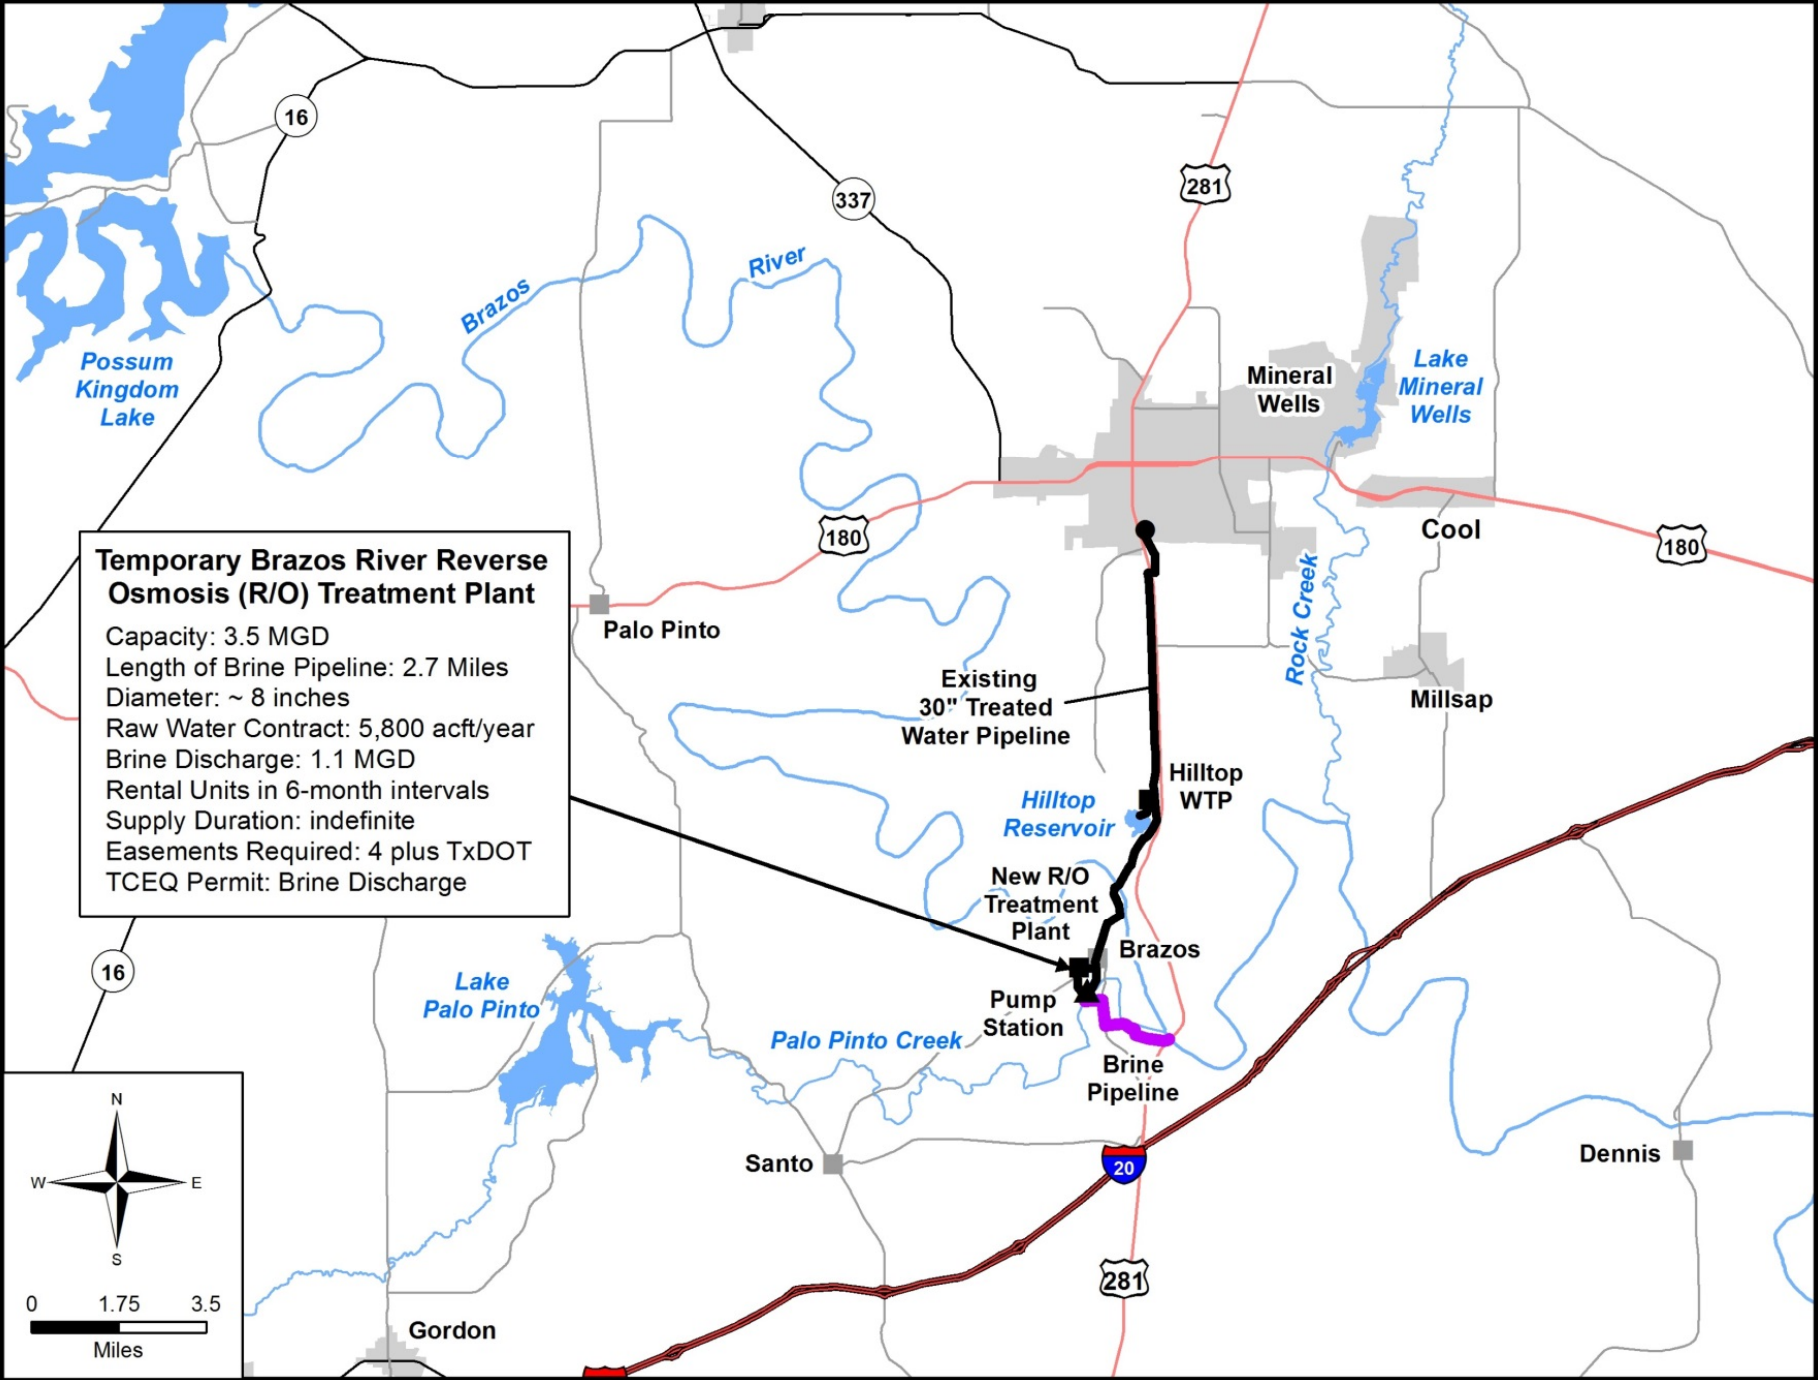 16
337
281
Brazos
River
Possum
Kingdom
Lake
Mineral
Wells
Lake
Mineral
Wells
180
Cool
180
Temporary Brazos River Reverse
Osmosis (R/O) Treatment Plant
Capacity: 3.5 MGD
Length of Brine Pipeline: 2.7 Miles
Diameter: ~ 8 inches
Raw Water Contract: 5,800 acft/year
Brine Discharge: 1.1 MGD
Rental Units in 6-month intervals
Supply Duration: indefinite
Easements Required: 4 plus TxDOT
TCEQ Permit: Brine Discharge
Palo Pinto
Rock Creek
Existing
30" Treated
Water Pipeline
Millsap
Hilltop
WTP
Hilltop
Reservoir
New R/O
Treatment
Plant
Brazos
16
Lake
Palo Pinto
Pump
Station
Palo Pinto Creek
Brine
Pipeline
Santo
20
Dennis
281
Gordon
N
W
E
S
0 1.75 3.5
Miles